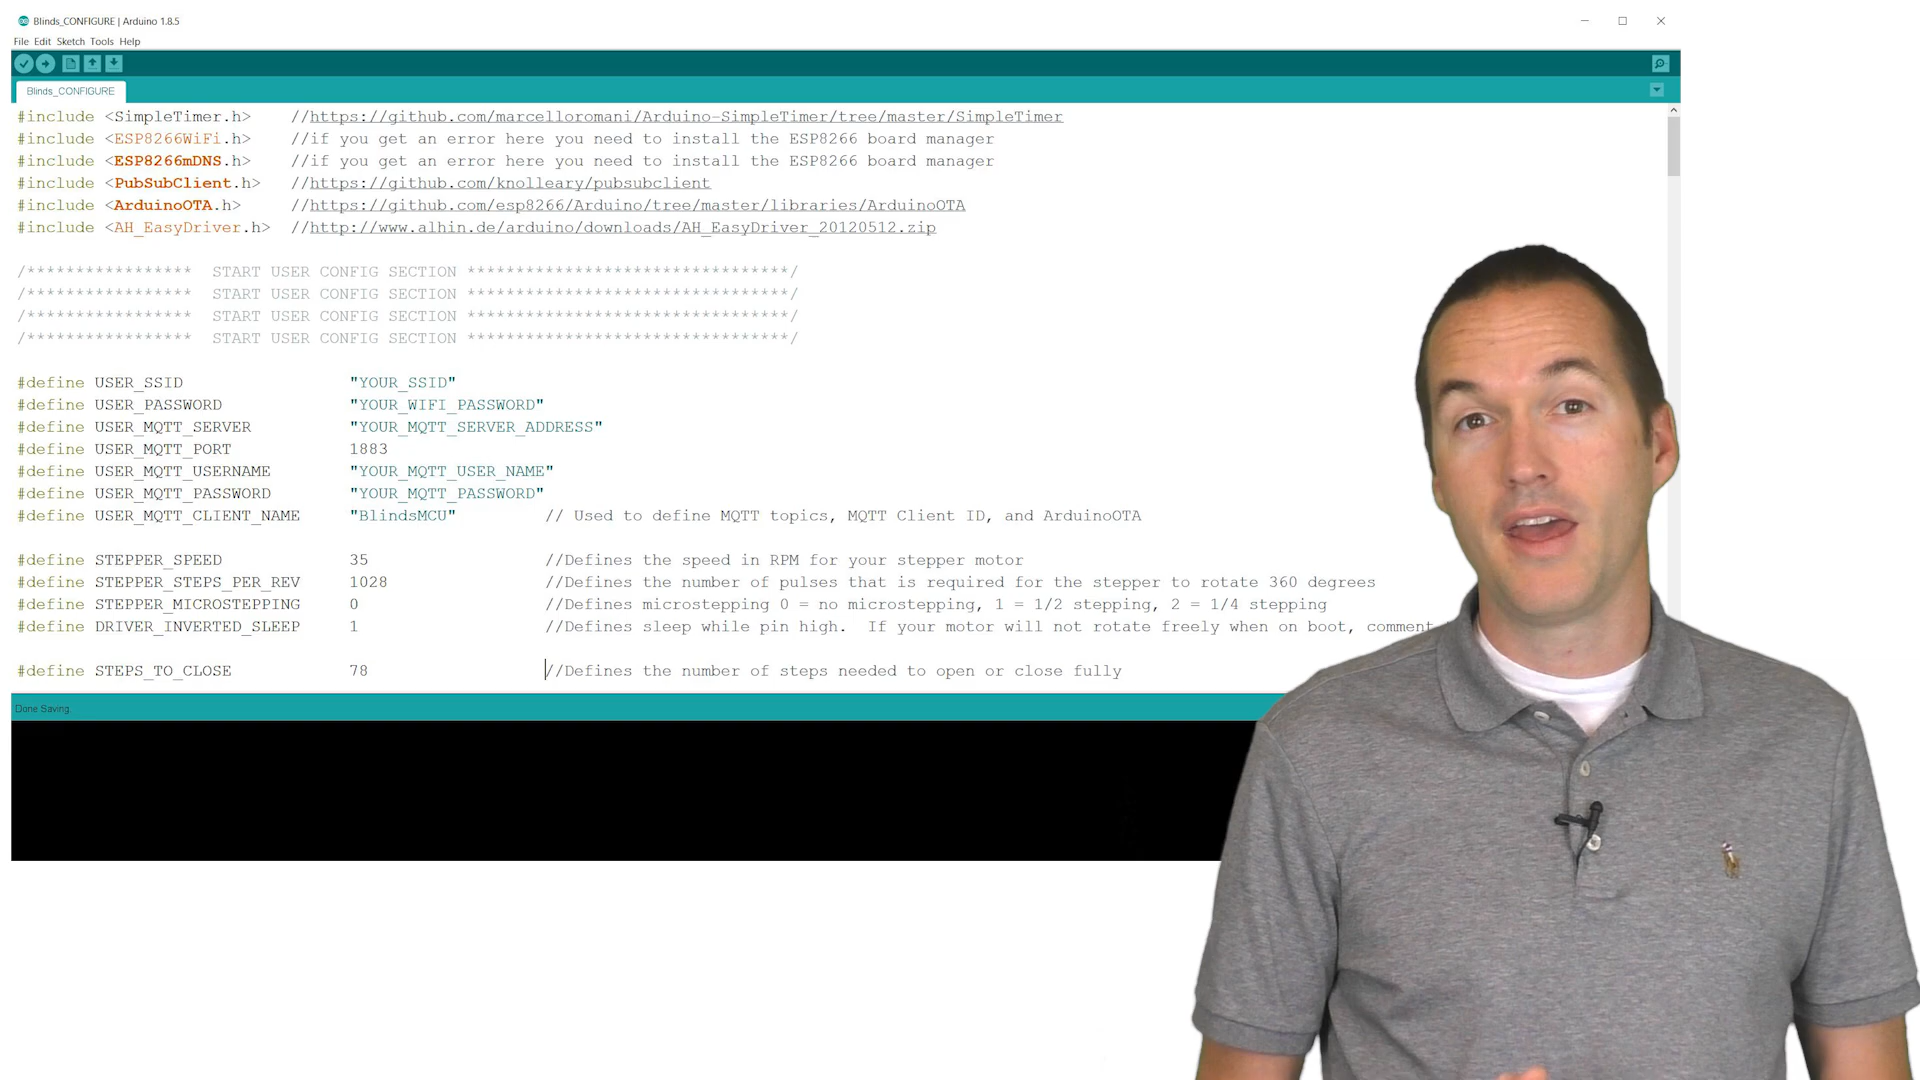 Blinds_CONFIGURE | Arduino 1.8.5
File Edit Sketch Tools Help
Blinds_CONFIGURE
#include <SimpleTimer.h> //https://github.com/marcelloromani/Arduino-SimpleTimer/tree/master/SimpleTimer
#include <ESP8266WiFi.h> //if you get an error here you need to install the ESP8266 board manager
#include <ESP8266mDNS.h> //if you get an error here you need to install the ESP8266 board manager
#include <PubSubClient.h> //https://github.com/knolleary/pubsubclient
#include <ArduinoOTA.h> //https://github.com/esp8266/Arduino/tree/master/libraries/ArduinoOTA
#include <AH_EasyDriver.h> //http://www.alhin.de/arduino/downloads/AH_EasyDriver_20120512.zip
/***************** START USER CONFIG SECTION *********************************/
/***************** START USER CONFIG SECTION *********************************/
/***************** START USER CONFIG SECTION *********************************/
/***************** START USER CONFIG SECTION *********************************/
#define USER_SSID "YOUR_SSID"
#define USER_PASSWORD "YOUR_WIFI_PASSWORD"
#define USER_MQTT_SERVER "YOUR_MQTT_SERVER_ADDRESS"
#define USER_MQTT_PORT 1883
#define USER_MQTT_USERNAME "YOUR_MQTT_USER_NAME"
#define USER_MQTT_PASSWORD "YOUR_MQTT_PASSWORD"
#define USER_MQTT_CLIENT_NAME "BlindsMCU" // Used to define MQTT topics, MQTT Client ID, and ArduinoOTA
#define STEPPER_SPEED 35 //Defines the speed in RPM for your stepper motor
#define STEPPER_STEPS_PER_REV 1028 //Defines the number of pulses that is required for the stepper to rotate 360 degrees
#define STEPPER_MICROSTEPPING 0 //Defines microstepping 0 = no microstepping, 1 = 1/2 stepping, 2 = 1/4 stepping
#define DRIVER_INVERTED_SLEEP 1 //Defines sleep while pin high. If your motor will not rotate freely when on boot, comment
#define STEPS_TO_CLOSE 78 //Defines the number of steps needed to open or close fully
Done Saving.